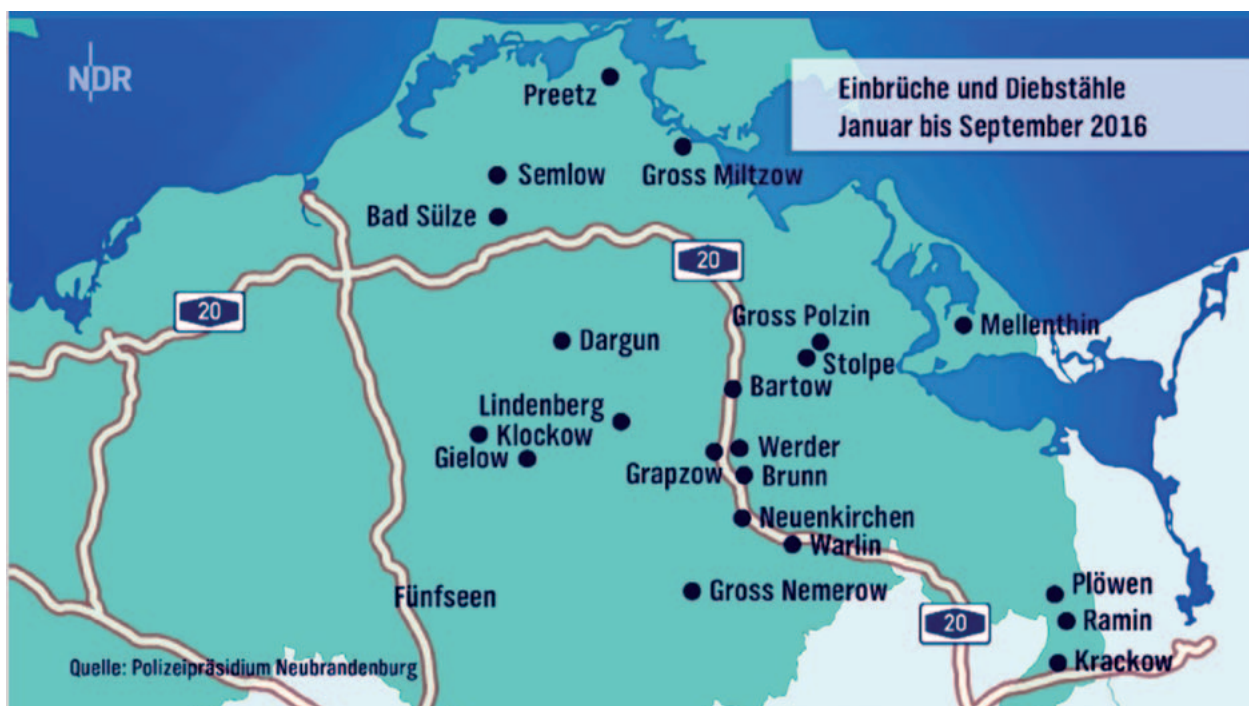 NDR
Einbrüche und Diebstähle
Januar bis September 2016
Preetz
Gross Miltzow
Semlow
Bad Sülze
20
20
Gross Polzin
Mellenthin
Dargun
Stolpe
Bartow
Lindenberg
Klockow
Gielow
Werder
Grapzow
Brunn
Neuenkirchen
Warlin
Fünfseen
Gross Nemerow
Plöwen
20
Ramin
Krackow
Quelle: Polizeipräsidium Neubrandenburg